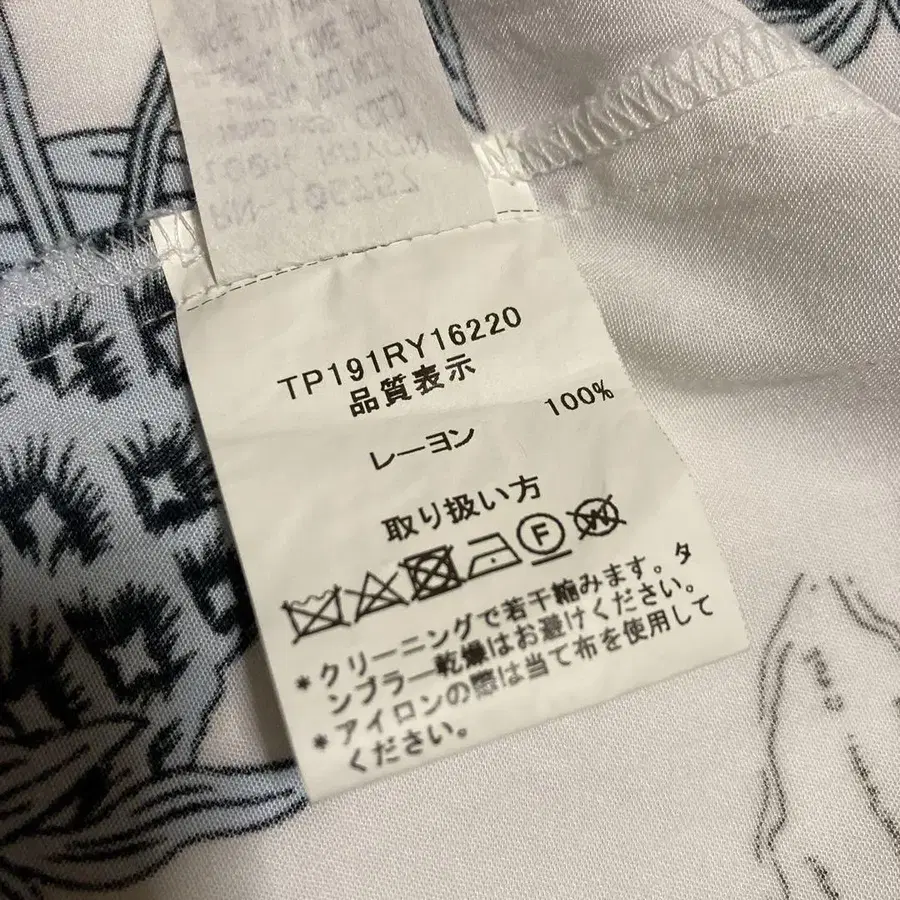 TP191RY16220
品質表示
レーヨン 100%
取り扱い方
F W
*クリーニングで若干縮みます。タ
ンブラー乾燥はお避けください。
*アイロンの際は当て布を使用して
ください。